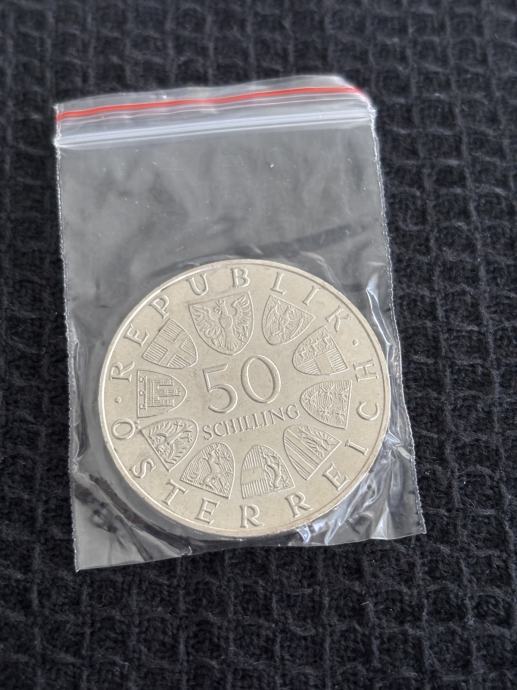 · REPUBLIK · ÖSTERREICH
50
SCHILLING